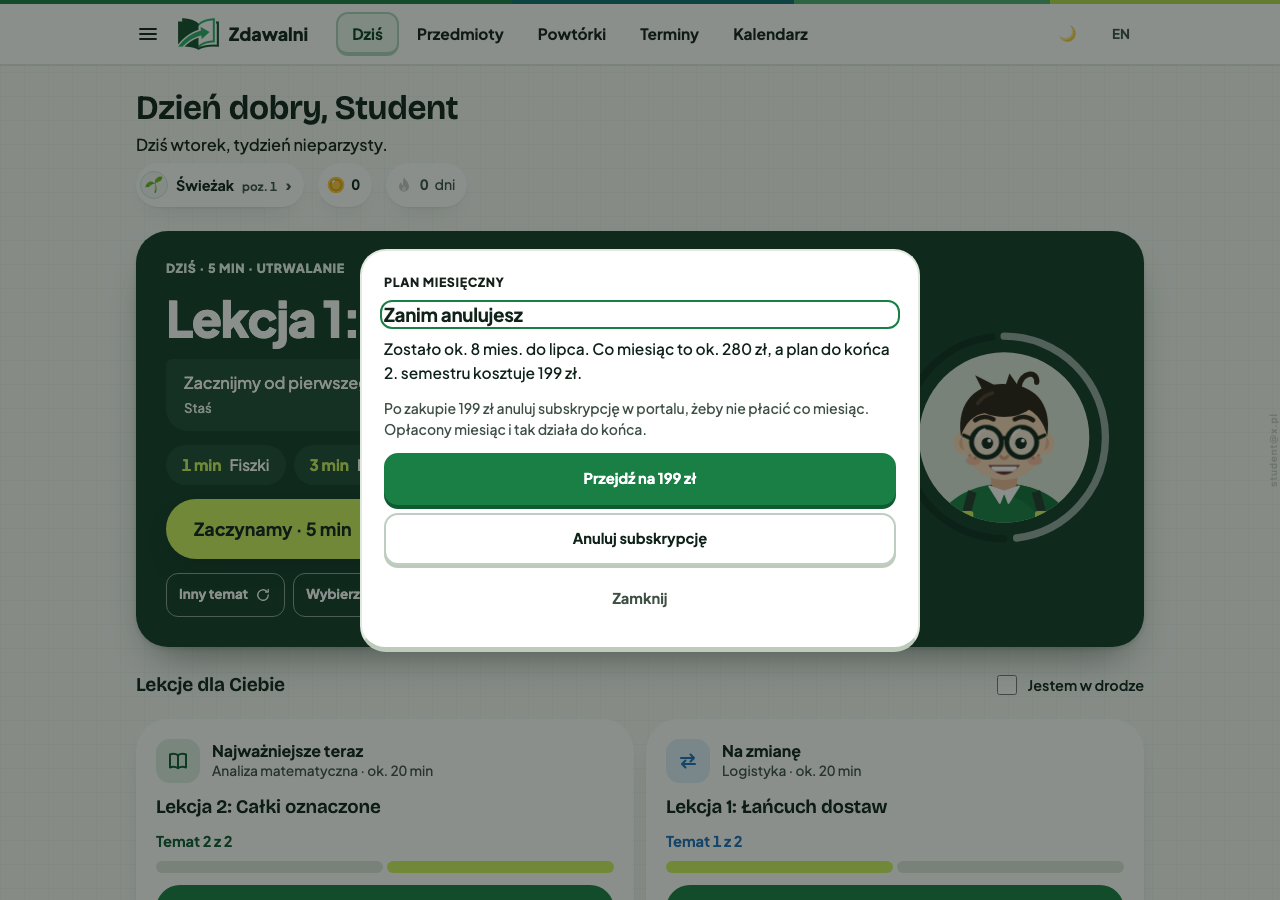 Zdawalni
Dziś
Przedmioty
Powtórki
Terminy
Kalendarz
EN
Dzień dobry, Student
Dziś wtorek, tydzień nieparzysty.
Świeżak poz. 1 ›
0
0 dni
DZIŚ · 5 MIN · UTRWALANIE
Lekcja 1:
Zacznijmy od
Staś
1 min Fiszki
3 min
Zaczynamy · 5 min
Inny temat
PLAN MIESIĘCZNY
Zanim anulujesz
Zostało ok. 8 mies. do lipca. Co miesiąc to ok. 280 zł, a plan do końca
2. semestru kosztuje 199 zł.
Po zakupie 199 zł anuluj subskrypcję w portalu, żeby nie płacić co miesiąc.
Opłacony miesiąc i tak działa do końca.
Przejdź na 199 zł
Anuluj subskrypcję
Zamknij
student@x.pl
Lekcje dla Ciebie
Jestem w drodze
Najważniejsze teraz
Analiza matematyczna · ok. 20 min
Lekcja 2: Całki oznaczone
Temat 2 z 2
Na zmianę
Logistyka · ok. 20 min
Lekcja 1: Łańcuch dostaw
Temat 1 z 2